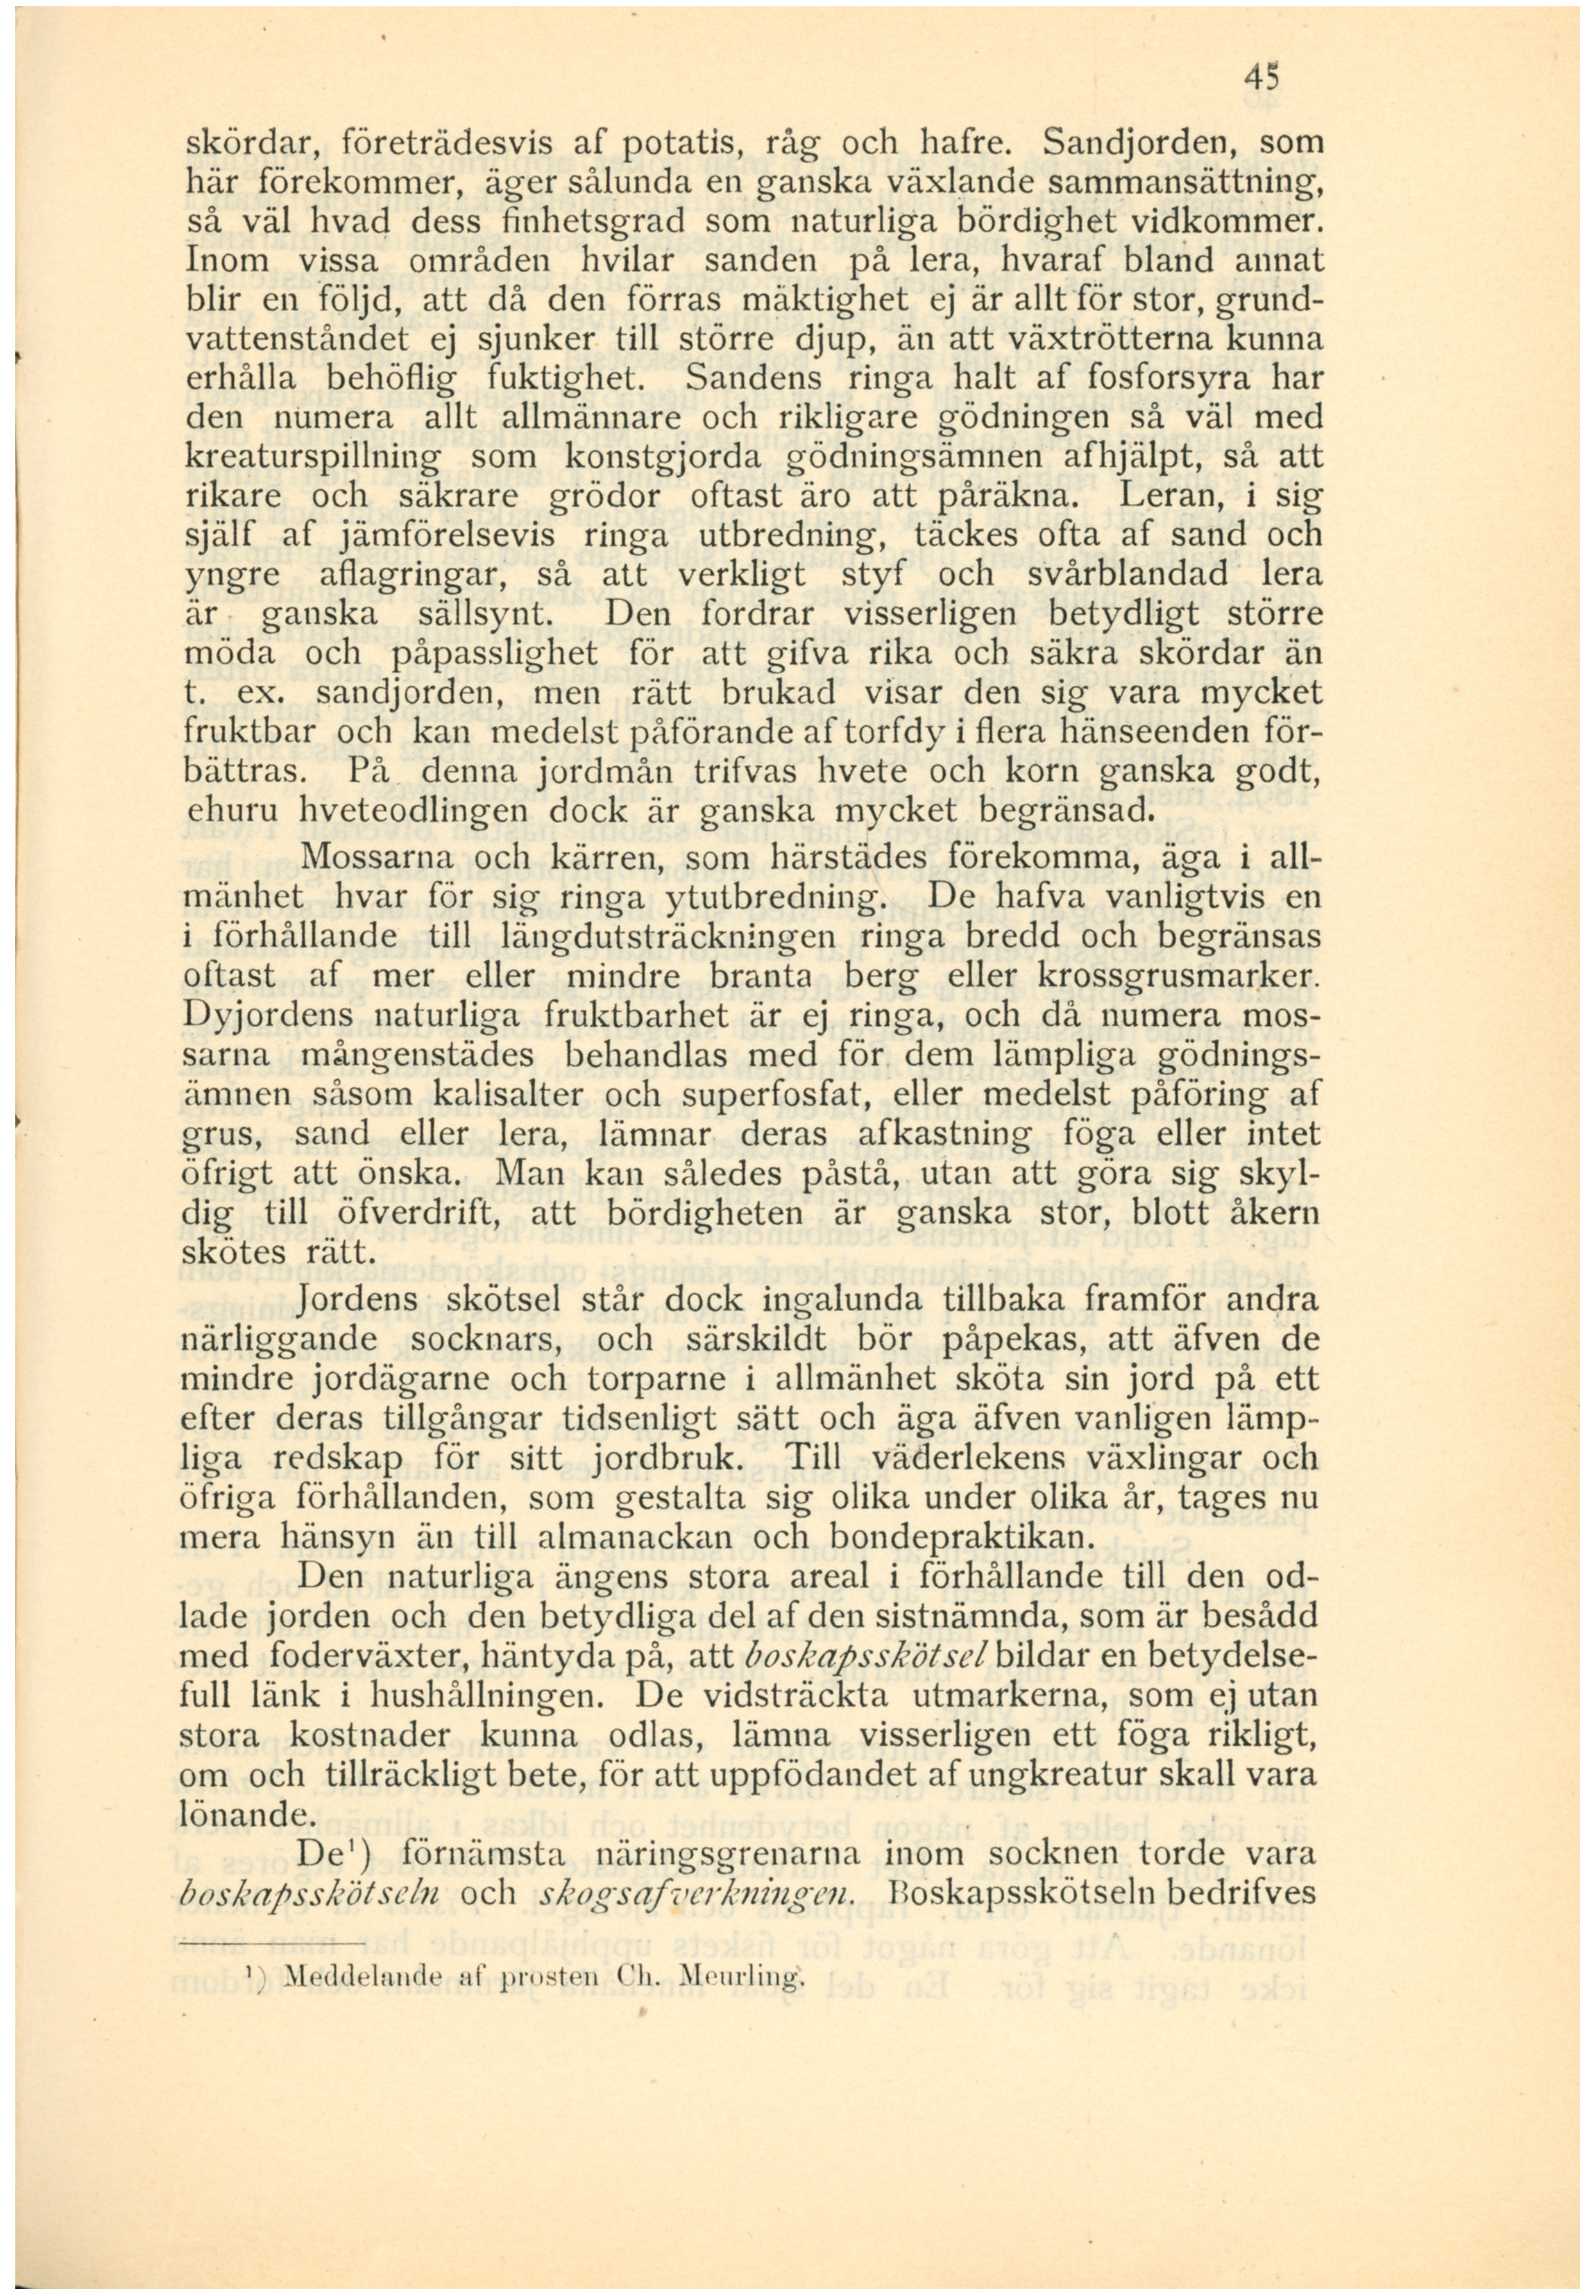 45
skördar, företrädesvis af potatis, råg och hafre. Sandjorden, som
här förekommer, äger sålunda en ganska växlande sammansättning,
så väl hvad dess finhetsgrad som naturliga bördighet vidkommer.
Inom vissa områden hvilar sanden på lera, hvaraf bland annat
blir en följd, att då den förras mäktighet ej är allt för stor, grund-
vattenståndet ej sjunker till större djup, än att växtrötterna kunna
erhålla behöflig fuktighet. Sandens ringa halt af fosforsyra har
den numera allt allmännare och rikligare gödningen så väl med
kreaturspillning som konstgjorda gödningsämnen afhjälpt, så att
rikare och säkrare grödor oftast äro att påräkna. Leran, i sig
själf af jämförelsevis ringa utbredning, täckes ofta af sand och
yngre aflagringar, så att verkligt styf och svårblandad lera
är ganska sällsynt. Den fordrar visserligen betydligt större
möda och påpasslighet för att gifva rika och säkra skördar än
t. ex. sandjorden, men rätt brukad visar den sig vara mycket
fruktbar och kan medelst påförande af torfdy i flera hänseenden för-
bättras. På denna jordmån trifvas hvete och korn ganska godt,
ehuru hveteodlingen dock är ganska mycket begränsad.
Mossarna och kärren, som härstädes förekomma, äga i all-
mänhet hvar för sig ringa ytutbredning. De hafva vanligtvis en
i förhållande till längdutsträckningen ringa bredd och begränsas
oftast af mer eller mindre branta berg eller krossgrusmarker.
Dyjordens naturliga fruktbarhet är ej ringa, och då numera mos-
sarna mångenstädes behandlas med för dem lämpliga gödnings-
ämnen såsom kalisalter och superfosfat, eller medelst påföring af
grus, sand eller lera, lämnar deras afkastning föga eller intet
öfrigt att önska. Man kan således påstå, utan att göra sig skyl-
dig till öfverdrift, att bördigheten är ganska stor, blott åkern
skötes rätt.
Jordens skötsel står dock ingalunda tillbaka framför andra
närliggande socknars, och särskildt bör påpekas, att äfven de
mindre jordägarne och torparne i allmänhet sköta sin jord på ett
efter deras tillgångar tidsenligt sätt och äga äfven vanligen lämp-
liga redskap för sitt jordbruk. Till väderlekens växlingar och
öfriga förhållanden, som gestalta sig olika under olika år, tages nu
mera hänsyn än till almanackan och bondepraktikan.
Den naturliga ängens stora areal i förhållande till den od-
lade jorden och den betydliga del af den sistnämnda, som är besådd
med foderväxter, häntyda på, att boskapsskötsel bildar en betydelse-
full länk i hushållningen. De vidsträckta utmarkerna, som ej utan
stora kostnader kunna odlas, lämna visserligen ett föga rikligt,
om och tillräckligt bete, för att uppfödandet af ungkreatur skall vara
lönande.
De¹) förnämsta näringsgrenarna inom socknen torde vara
boskapsskötseln och skogsafverkningen. Boskapsskötseln bedrifves
¹) Meddelande af prosten Ch. Meurling.